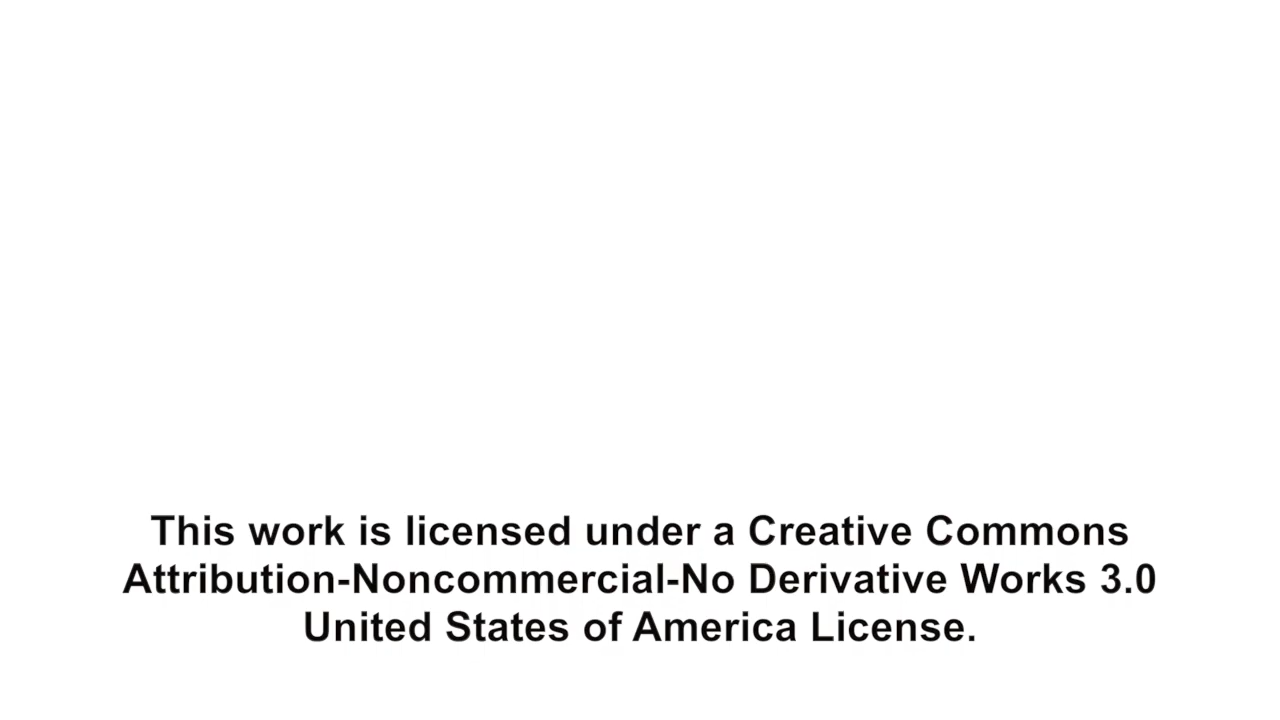 This work is licensed under a Creative Commons
Attribution-Noncommercial-No Derivative Works 3.0
United States of America License.